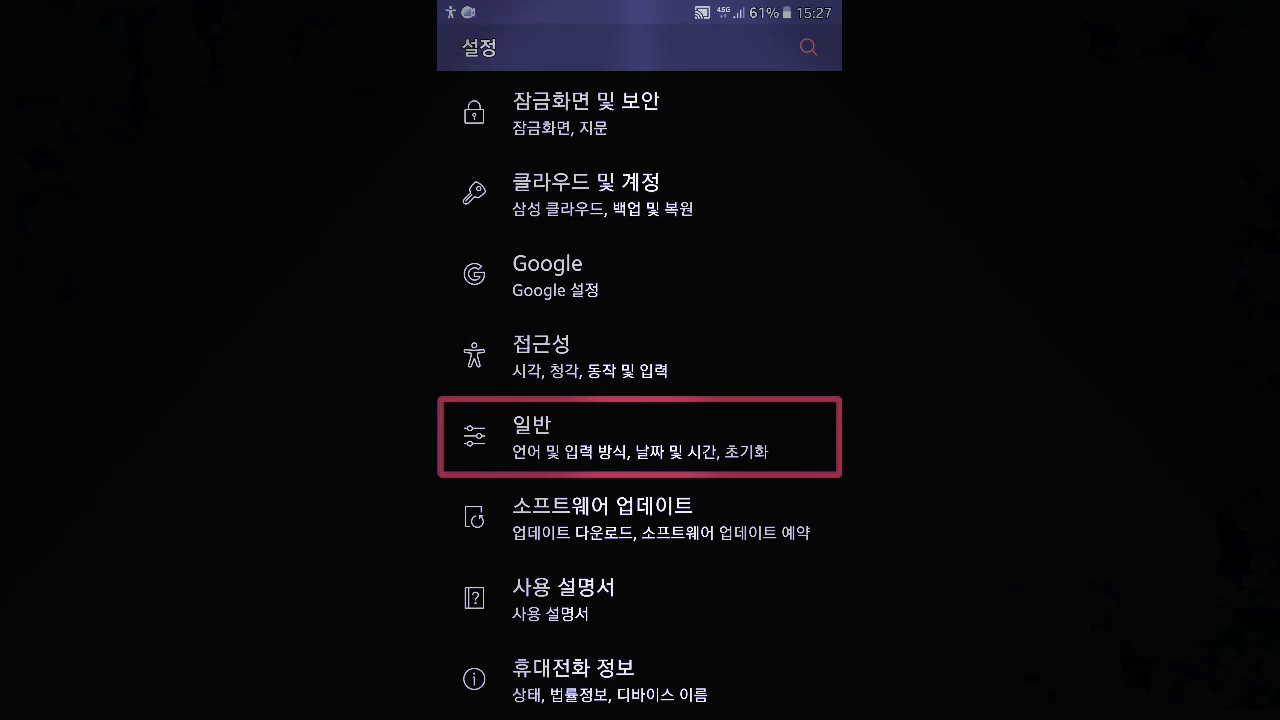 4.5G 61% 15:27
설정
잠금화면 및 보안
잠금화면, 지문
클라우드 및 계정
삼성 클라우드, 백업 및 복원
Google
Google 설정
접근성
시각, 청각, 동작 및 입력
일반
언어 및 입력 방식, 날짜 및 시간, 초기화
소프트웨어 업데이트
업데이트 다운로드, 소프트웨어 업데이트 예약
사용 설명서
사용 설명서
휴대전화 정보
상태, 법률정보, 디바이스 이름